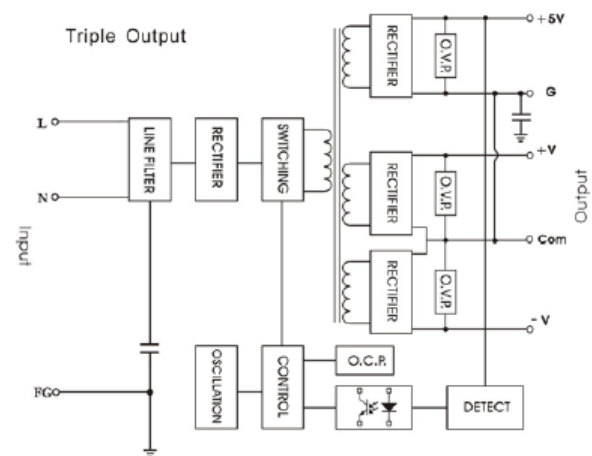 Triple Output
L
N
Input
FG
LINE FILTER
RECTIFIER
SWITCHING
OSCILLATION
CONTROL
O.C.P.
DETECT
RECTIFIER
O.V.P.
RECTIFIER
O.V.P.
RECTIFIER
O.V.P.
+5V
G
+V
Com
-V
Output